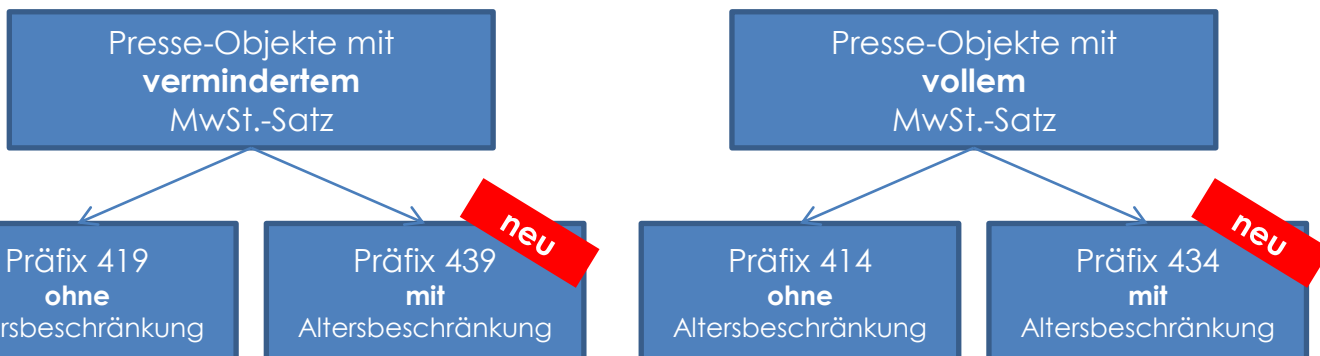 Presse-Objekte mit
vermindertem
MwSt.-Satz
Presse-Objekte mit
vollem
MwSt.-Satz
Präfix 419
ohne
rsbeschränkung
neu
Präfix 439
mit
Altersbeschränkung
Präfix 414
ohne
Altersbeschränkung
neu
Präfix 434
mit
Altersbeschränkung